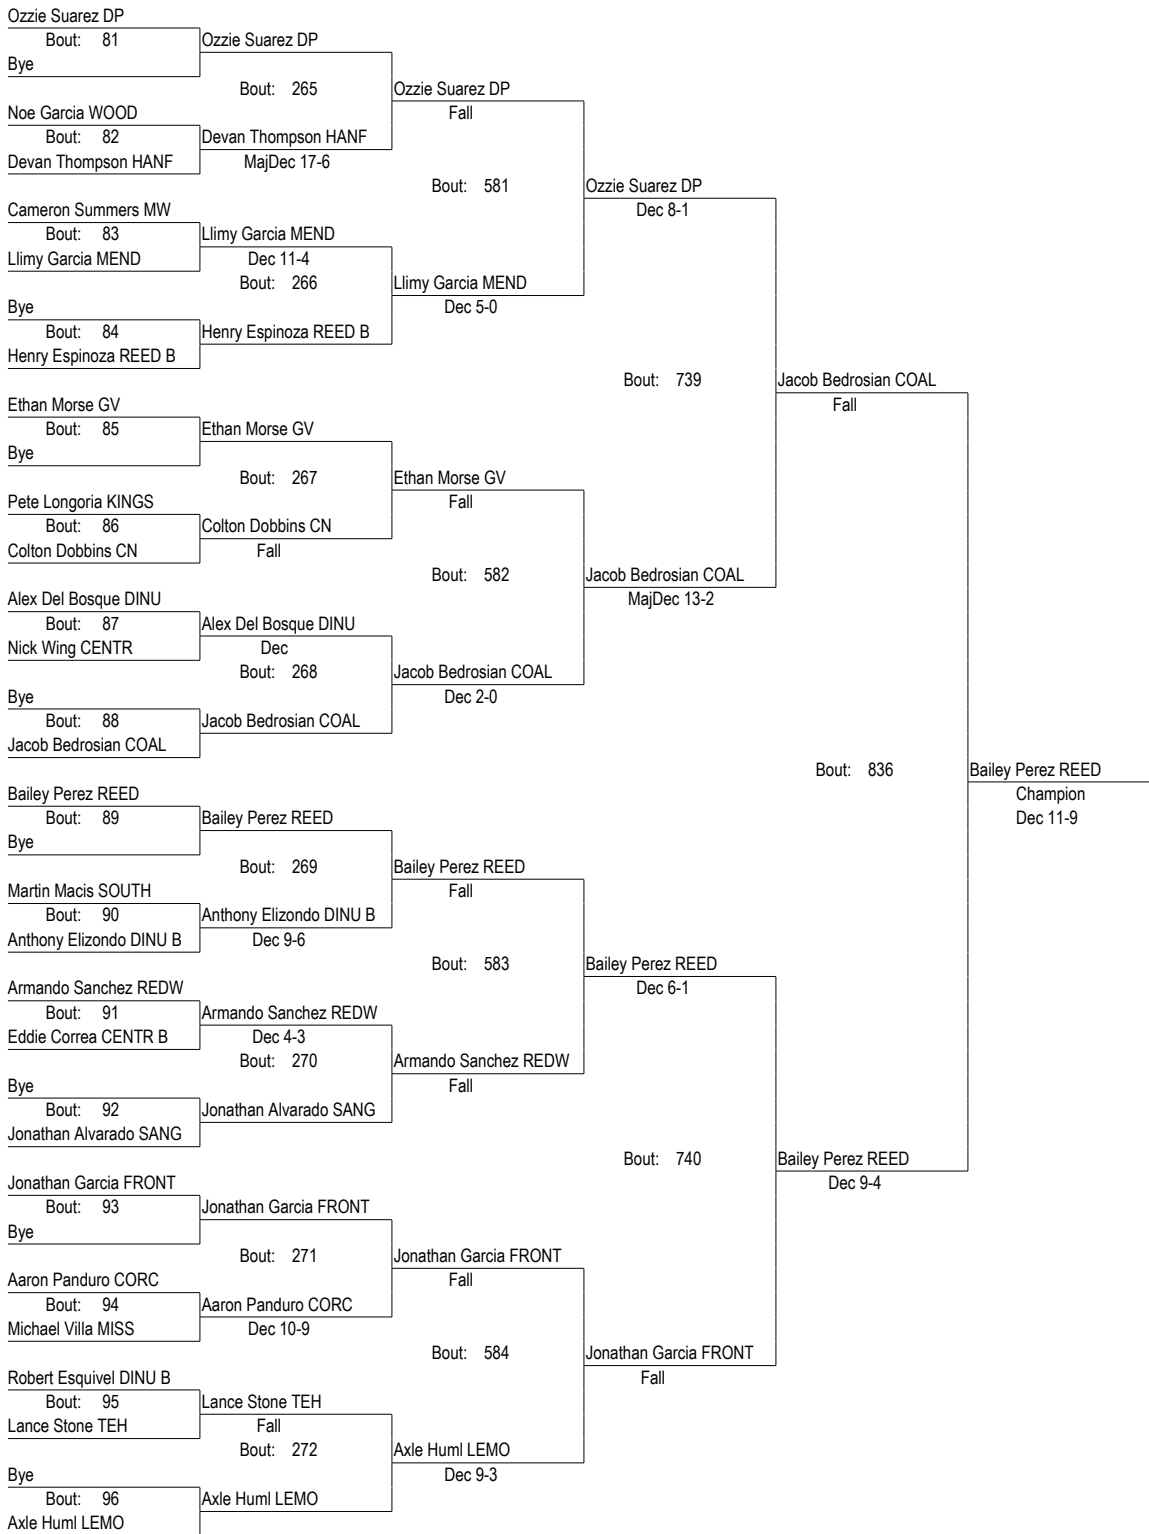 Ozzie Suarez DP
Bout: 81
Ozzie Suarez DP
Bye
Bout: 265
Ozzie Suarez DP
Noe Garcia WOOD
Fall
Bout: 82
Devan Thompson HANF
Devan Thompson HANF
MajDec 17-6
Bout: 581
Ozzie Suarez DP
Cameron Summers MW
Dec 8-1
Bout: 83
Llimy Garcia MEND
Llimy Garcia MEND
Dec 11-4
Bout: 266
Llimy Garcia MEND
Bye
Dec 5-0
Bout: 84
Henry Espinoza REED B
Henry Espinoza REED B
Bout: 739
Jacob Bedrosian COAL
Ethan Morse GV
Fall
Bout: 85
Ethan Morse GV
Bye
Bout: 267
Ethan Morse GV
Pete Longoria KINGS
Fall
Bout: 86
Colton Dobbins CN
Colton Dobbins CN
Fall
Bout: 582
Jacob Bedrosian COAL
Alex Del Bosque DINU
MajDec 13-2
Bout: 87
Alex Del Bosque DINU
Nick Wing CENTR
Dec
Bout: 268
Jacob Bedrosian COAL
Bye
Dec 2-0
Bout: 88
Jacob Bedrosian COAL
Jacob Bedrosian COAL
Bout: 836
Bailey Perez REED
Bailey Perez REED
Champion
Bout: 89
Bailey Perez REED
Dec 11-9
Bye
Bout: 269
Bailey Perez REED
Martin Macis SOUTH
Fall
Bout: 90
Anthony Elizondo DINU B
Anthony Elizondo DINU B
Dec 9-6
Bout: 583
Bailey Perez REED
Armando Sanchez REDW
Dec 6-1
Bout: 91
Armando Sanchez REDW
Eddie Correa CENTR B
Dec 4-3
Bout: 270
Armando Sanchez REDW
Bye
Fall
Bout: 92
Jonathan Alvarado SANG
Jonathan Alvarado SANG
Bout: 740
Bailey Perez REED
Jonathan Garcia FRONT
Dec 9-4
Bout: 93
Jonathan Garcia FRONT
Bye
Bout: 271
Jonathan Garcia FRONT
Aaron Panduro CORC
Fall
Bout: 94
Aaron Panduro CORC
Michael Villa MISS
Dec 10-9
Bout: 584
Jonathan Garcia FRONT
Robert Esquivel DINU B
Fall
Bout: 95
Lance Stone TEH
Lance Stone TEH
Fall
Bout: 272
Axle Huml LEMO
Bye
Dec 9-3
Bout: 96
Axle Huml LEMO
Axle Huml LEMO